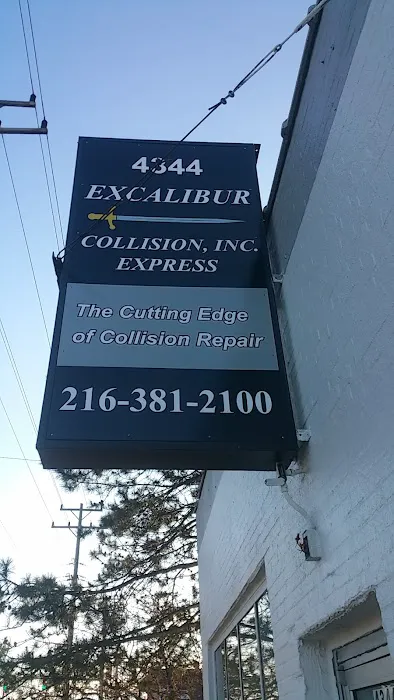 4344
EXCALIBUR
COLLISION, INC.
EXPRESS
The Cutting Edge
of Collision Repair
216-381-2100